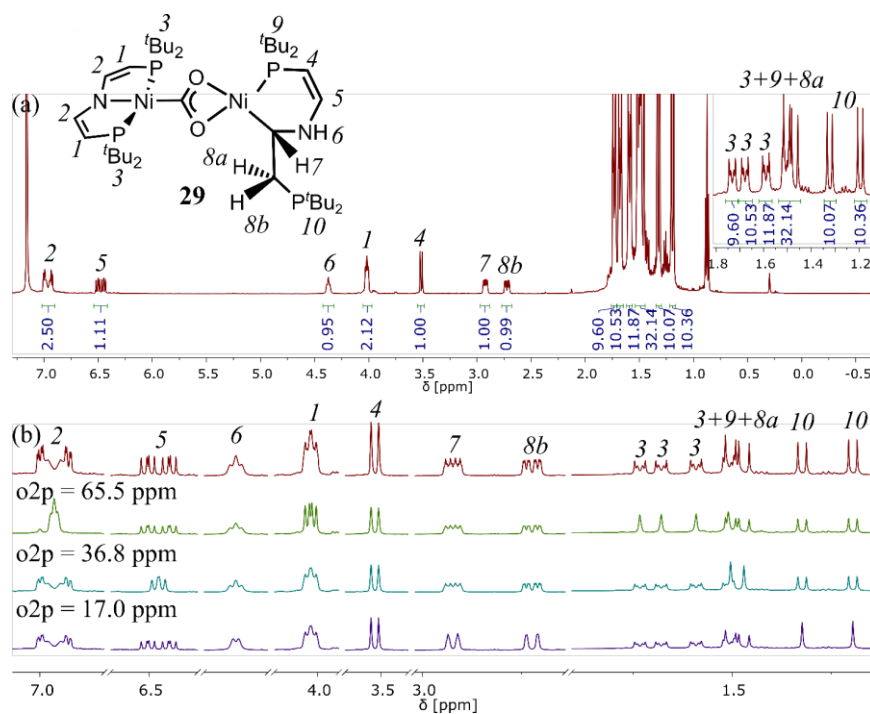 (a)
3
ᵗBu₂
1
P
2
N
Ni
O
O
Ni
2
1
P
ᵗBu₂
3
9
ᵗBu₂
P
4
5
NH
6
H
7
8a
H
H
8b
PᵗBu₂
10
29
2
5
6
1
4
7
8b
2.50
1.11
0.95
2.12
1.00
1.00
0.99
9.60
10.53
11.87
32.14
10.07
10.36
3+9+8a
3
3
3
10
9.60
10.53
11.87
32.14
10.07
10.36
1.8
1.6
1.4
1.2
7.0 6.5 6.0 5.5 5.0 4.5 4.0 3.5 3.0 2.5 2.0 1.5 1.0 0.5 0.0 -0.5
δ [ppm]
(b)
2
5
6
1
4
7
8b
3
3
3
3+9+8a
10
10
o2p = 65.5 ppm
o2p = 36.8 ppm
o2p = 17.0 ppm
7.0 6.5 4.0 3.5 3.0 1.5
δ [ppm]